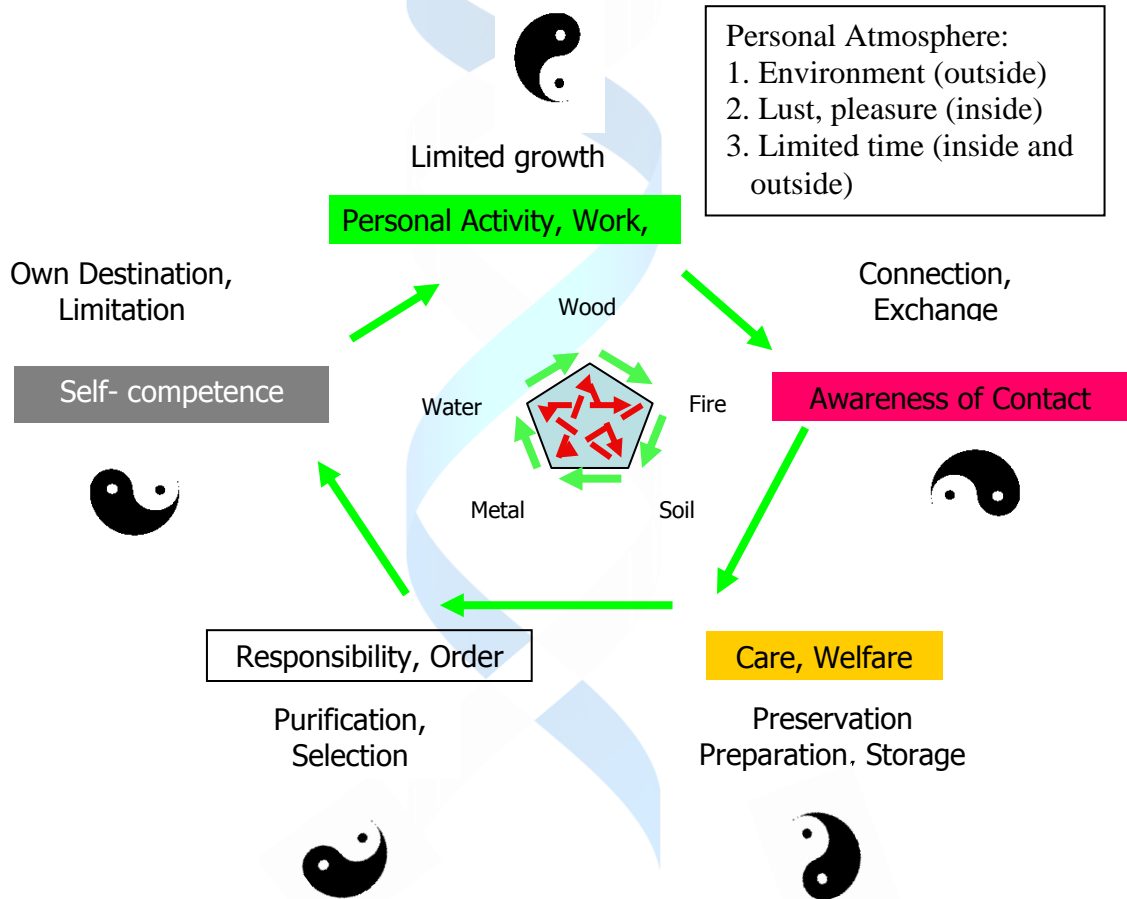 Personal Atmosphere:
1. Environment (outside)
2. Lust, pleasure (inside)
3. Limited time (inside and
outside)
Limited growth
Personal Activity, Work,
Own Destination,
Limitation
Connection,
Exchange
Wood
Self- competence
Water
Fire
Awareness of Contact
Metal
Soil
Responsibility, Order
Care, Welfare
Purification,
Selection
Preservation
Preparation, Storage